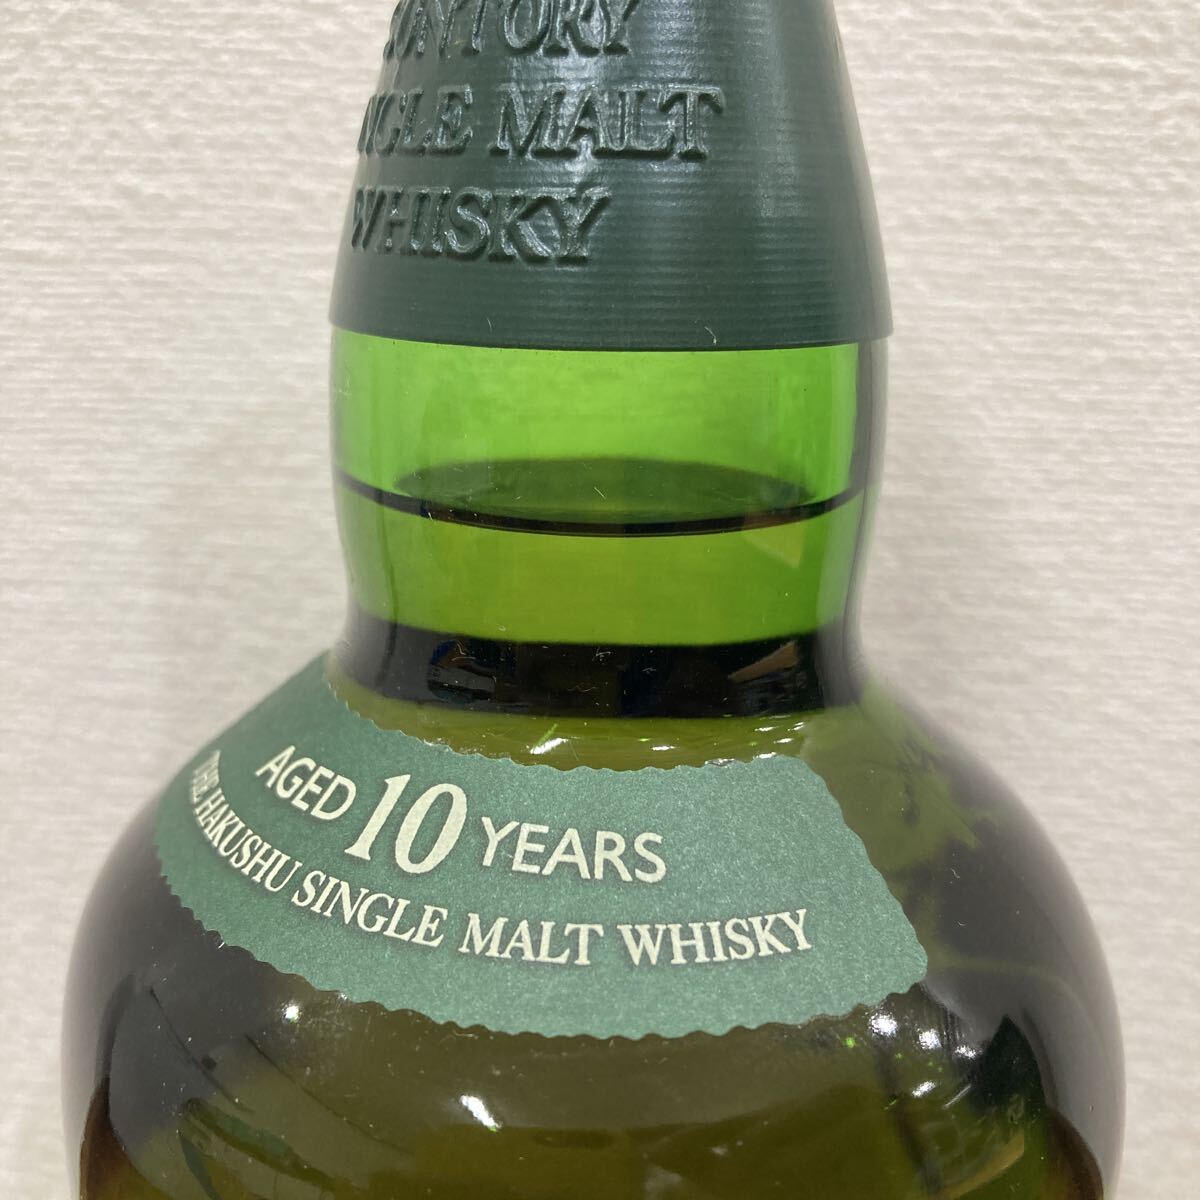 SUNTORY
SINGLE MALT
WHISKY
AGED 10 YEARS
THE HAKUSHU SINGLE MALT WHISKY